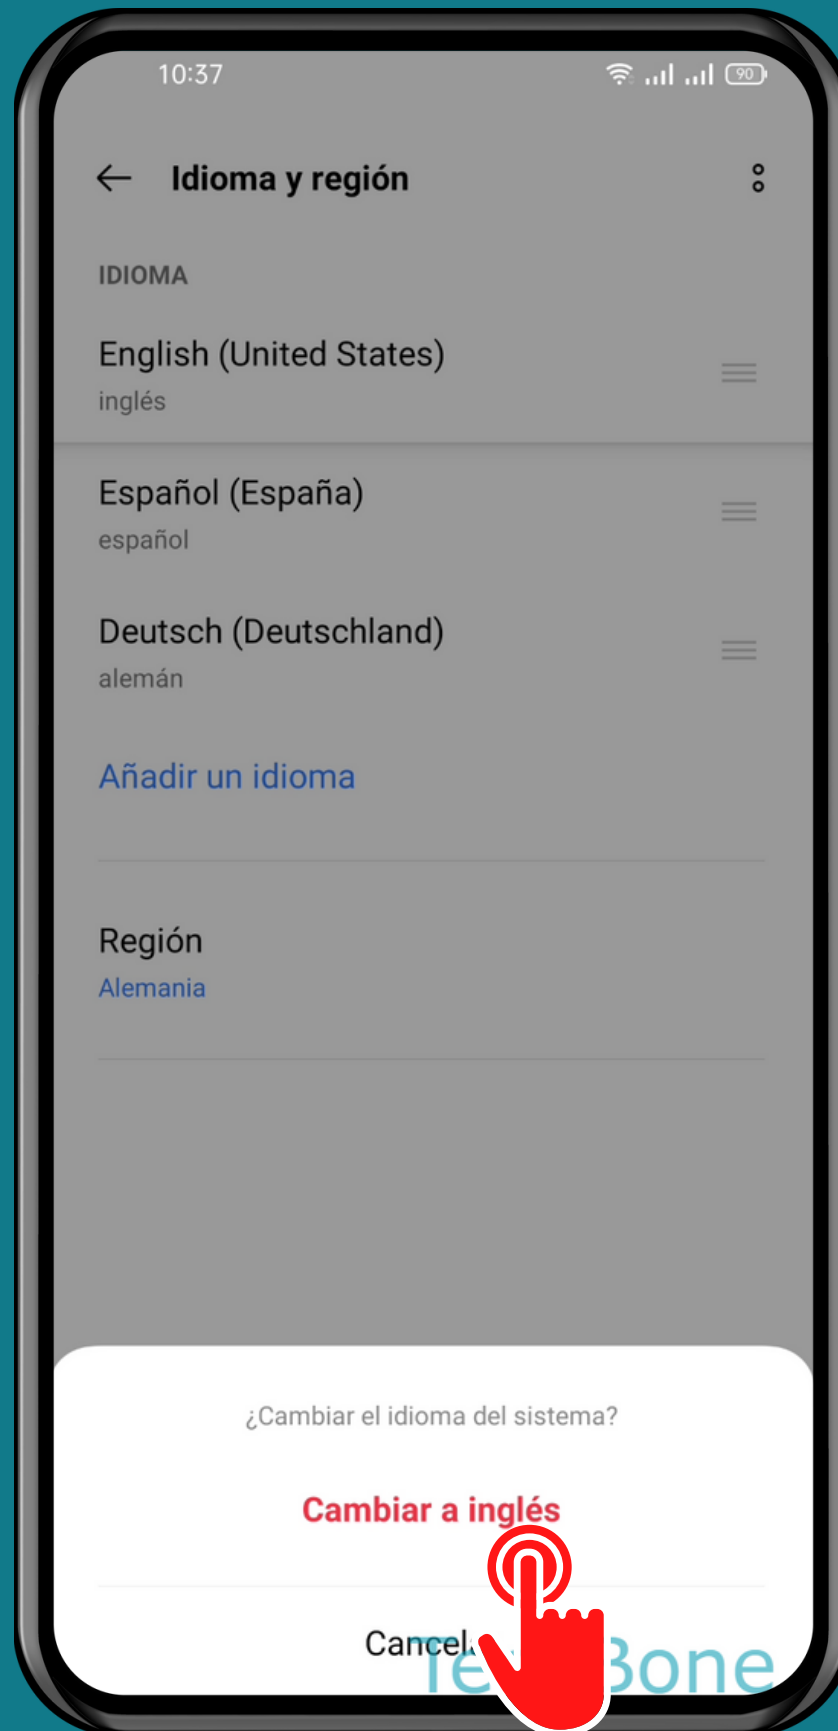 10:37
90
Idioma y región
IDIOMA
English (United States)
inglés
Español (España)
español
Deutsch (Deutschland)
alemán
Añadir un idioma
Región
Alemania
¿Cambiar el idioma del sistema?
Cambiar a inglés